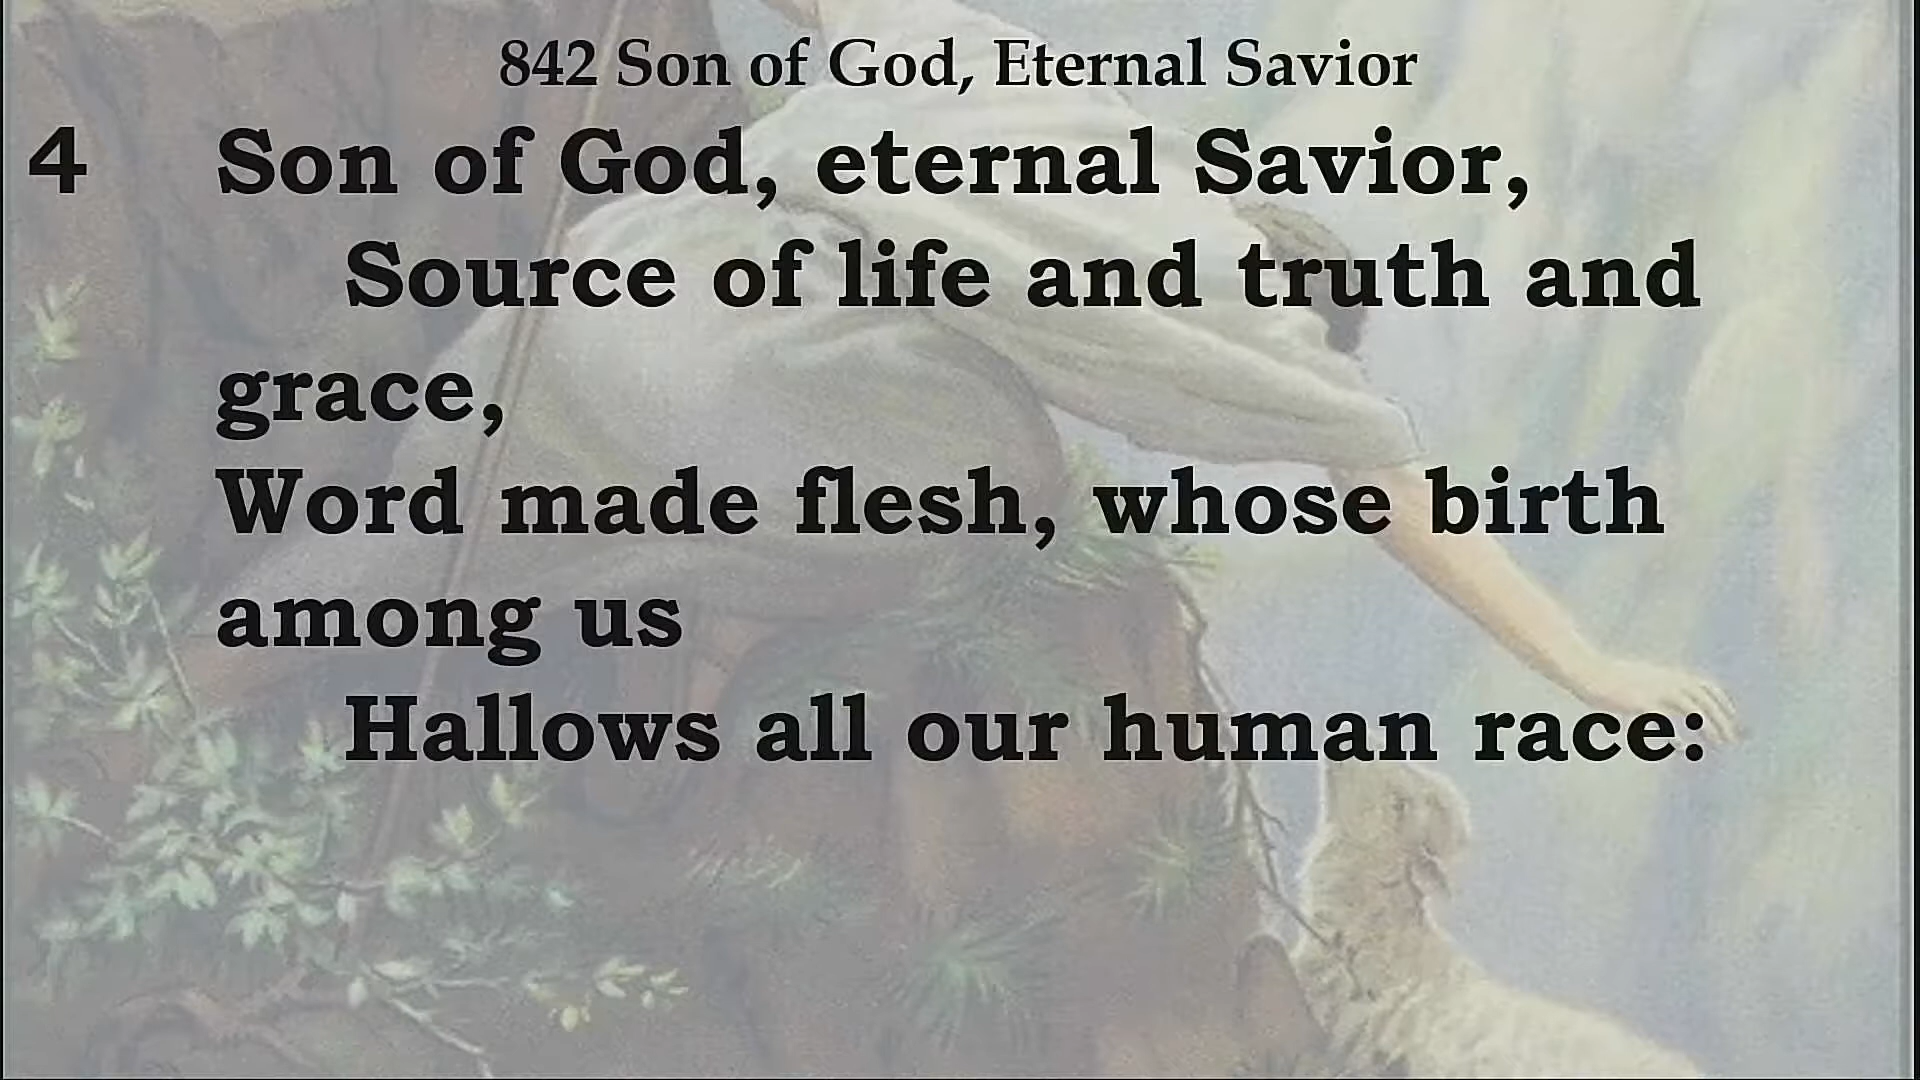 842 Son of God, Eternal Savior
4 Son of God, eternal Savior,
Source of life and truth and
grace,
Word made flesh, whose birth
among us
Hallows all our human race: